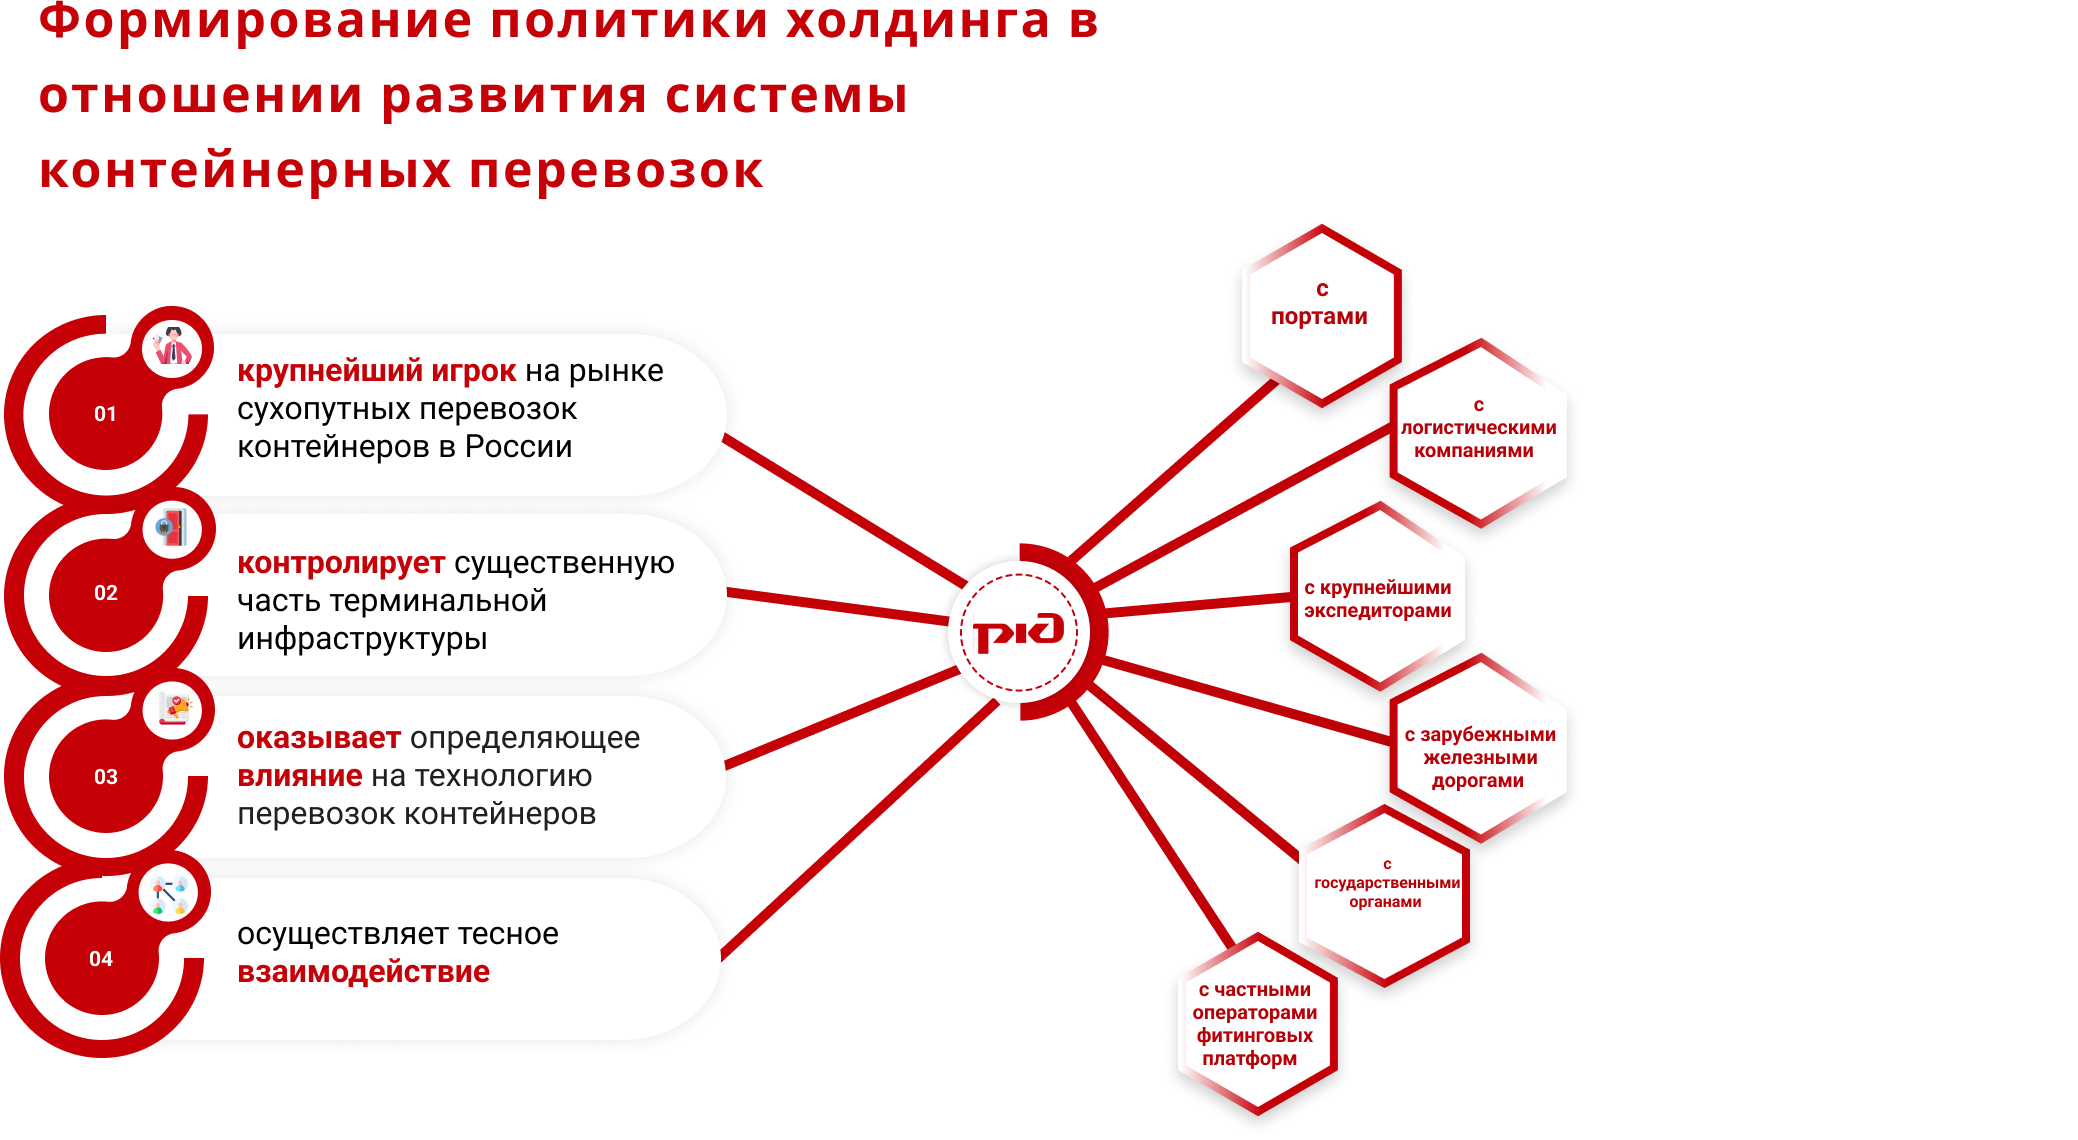 Формирование политики холдинга в
отношении развития системы
контейнерных перевозок
01
крупнейший игрок на рынке
сухопутных перевозок
контейнеров в России
02
контролирует существенную
часть терминальной
инфраструктуры
03
оказывает определяющее
влияние на технологию
перевозок контейнеров
04
осуществляет тесное
взаимодействие
ржд
с
портами
с
логистическими
компаниями
с крупнейшими
экспедиторами
с зарубежными
железными
дорогами
с
государственными
органами
с частными
операторами
фитинговых
платформ